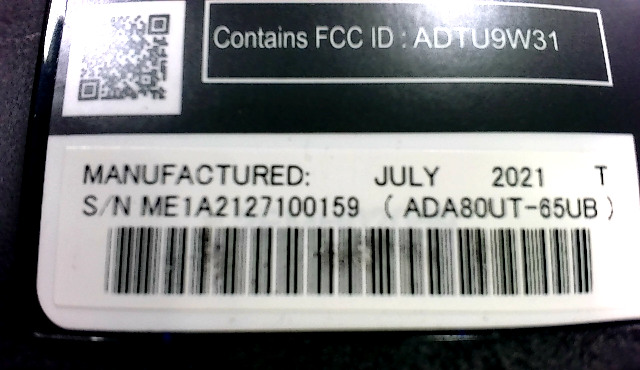 Contains FCC ID : ADTU9W31
MANUFACTURED: JULY 2021 T
S/N ME1A2127100159 ( ADA80UT-65UB )